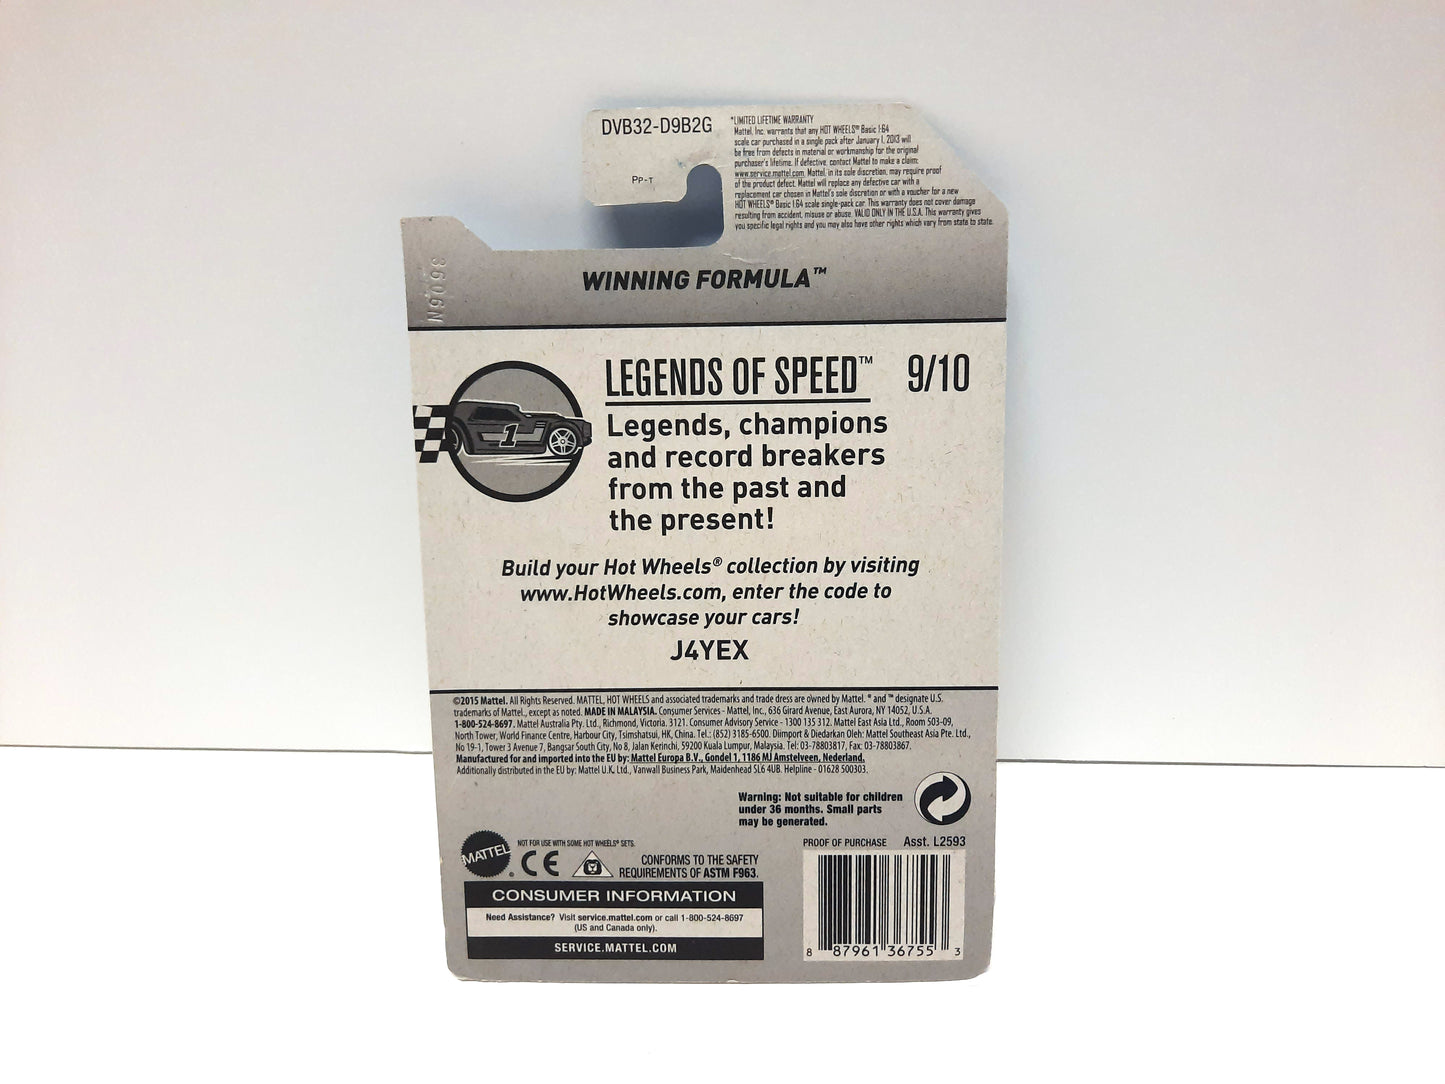 DVB32-D9B2G
PP-T
*LIMITED LIFETIME WARRANTY
Mattel, Inc. warrants that any HOT WHEELS® Basic 1:64
scale car purchased in a single pack after January 1, 2013 will
be free from defects in material or workmanship for the original
purchaser's lifetime. If defective, contact Mattel to make a claim:
www.service.mattel.com. Mattel, in its sole discretion, may require proof
of the product defect. Mattel will replace any defective car with a
replacement car chosen in Mattel's sole discretion or with a voucher for a new
HOT WHEELS® Basic 1:64 scale single-pack car. This warranty does not cover damage
resulting from accident, misuse or abuse. VALID ONLY IN THE U.S.A. This warranty gives
you specific legal rights and you may also have other rights which vary from state to state.
3606N
WINNING FORMULA™
LEGENDS OF SPEED™ 9/10
1
Legends, champions
and record breakers
from the past and
the present!
Build your Hot Wheels® collection by visiting
www.HotWheels.com, enter the code to
showcase your cars!
J4YEX
©2015 Mattel. All Rights Reserved. MATTEL, HOT WHEELS and associated trademarks and trade dress are owned by Mattel. ® and ™ designate U.S.
trademarks of Mattel., except as noted. MADE IN MALAYSIA. Consumer Services - Mattel, Inc., 636 Girard Avenue, East Aurora, NY 14052, U.S.A.
1-800-524-8697. Mattel Australia Pty. Ltd., Richmond, Victoria. 3121. Consumer Advisory Service - 1300 135 312. Mattel East Asia Ltd., Room 503-09,
North Tower, World Finance Centre, Harbour City, Tsimshatsui, HK, China. Tel.: (852) 3185-6500. Diimport & Diedarkan Oleh: Mattel Southeast Asia Pte. Ltd.,
No 19-1, Tower 3 Avenue 7, Bangsar South City, No 8, Jalan Kerinchi, 59200 Kuala Lumpur, Malaysia. Tel: 03-78803817, Fax: 03-78803867.
Manufactured for and imported into the EU by: Mattel Europa B.V., Gondel 1, 1186 MJ Amstelveen, Nederland.
Additionally distributed in the EU by: Mattel U.K. Ltd., Vanwall Business Park, Maidenhead SL6 4UB. Helpline - 01628 500303.
Warning: Not suitable for children
under 36 months. Small parts
may be generated.
MATTEL®
NOT FOR USE WITH SOME HOT WHEELS® SETS.
CE
CONFORMS TO THE SAFETY
REQUIREMENTS OF ASTM F963.
PROOF OF PURCHASE Asst. L2593
CONSUMER INFORMATION
Need Assistance? Visit service.mattel.com or call 1-800-524-8697
(US and Canada only).
SERVICE.MATTEL.COM
8 87961 36755 3